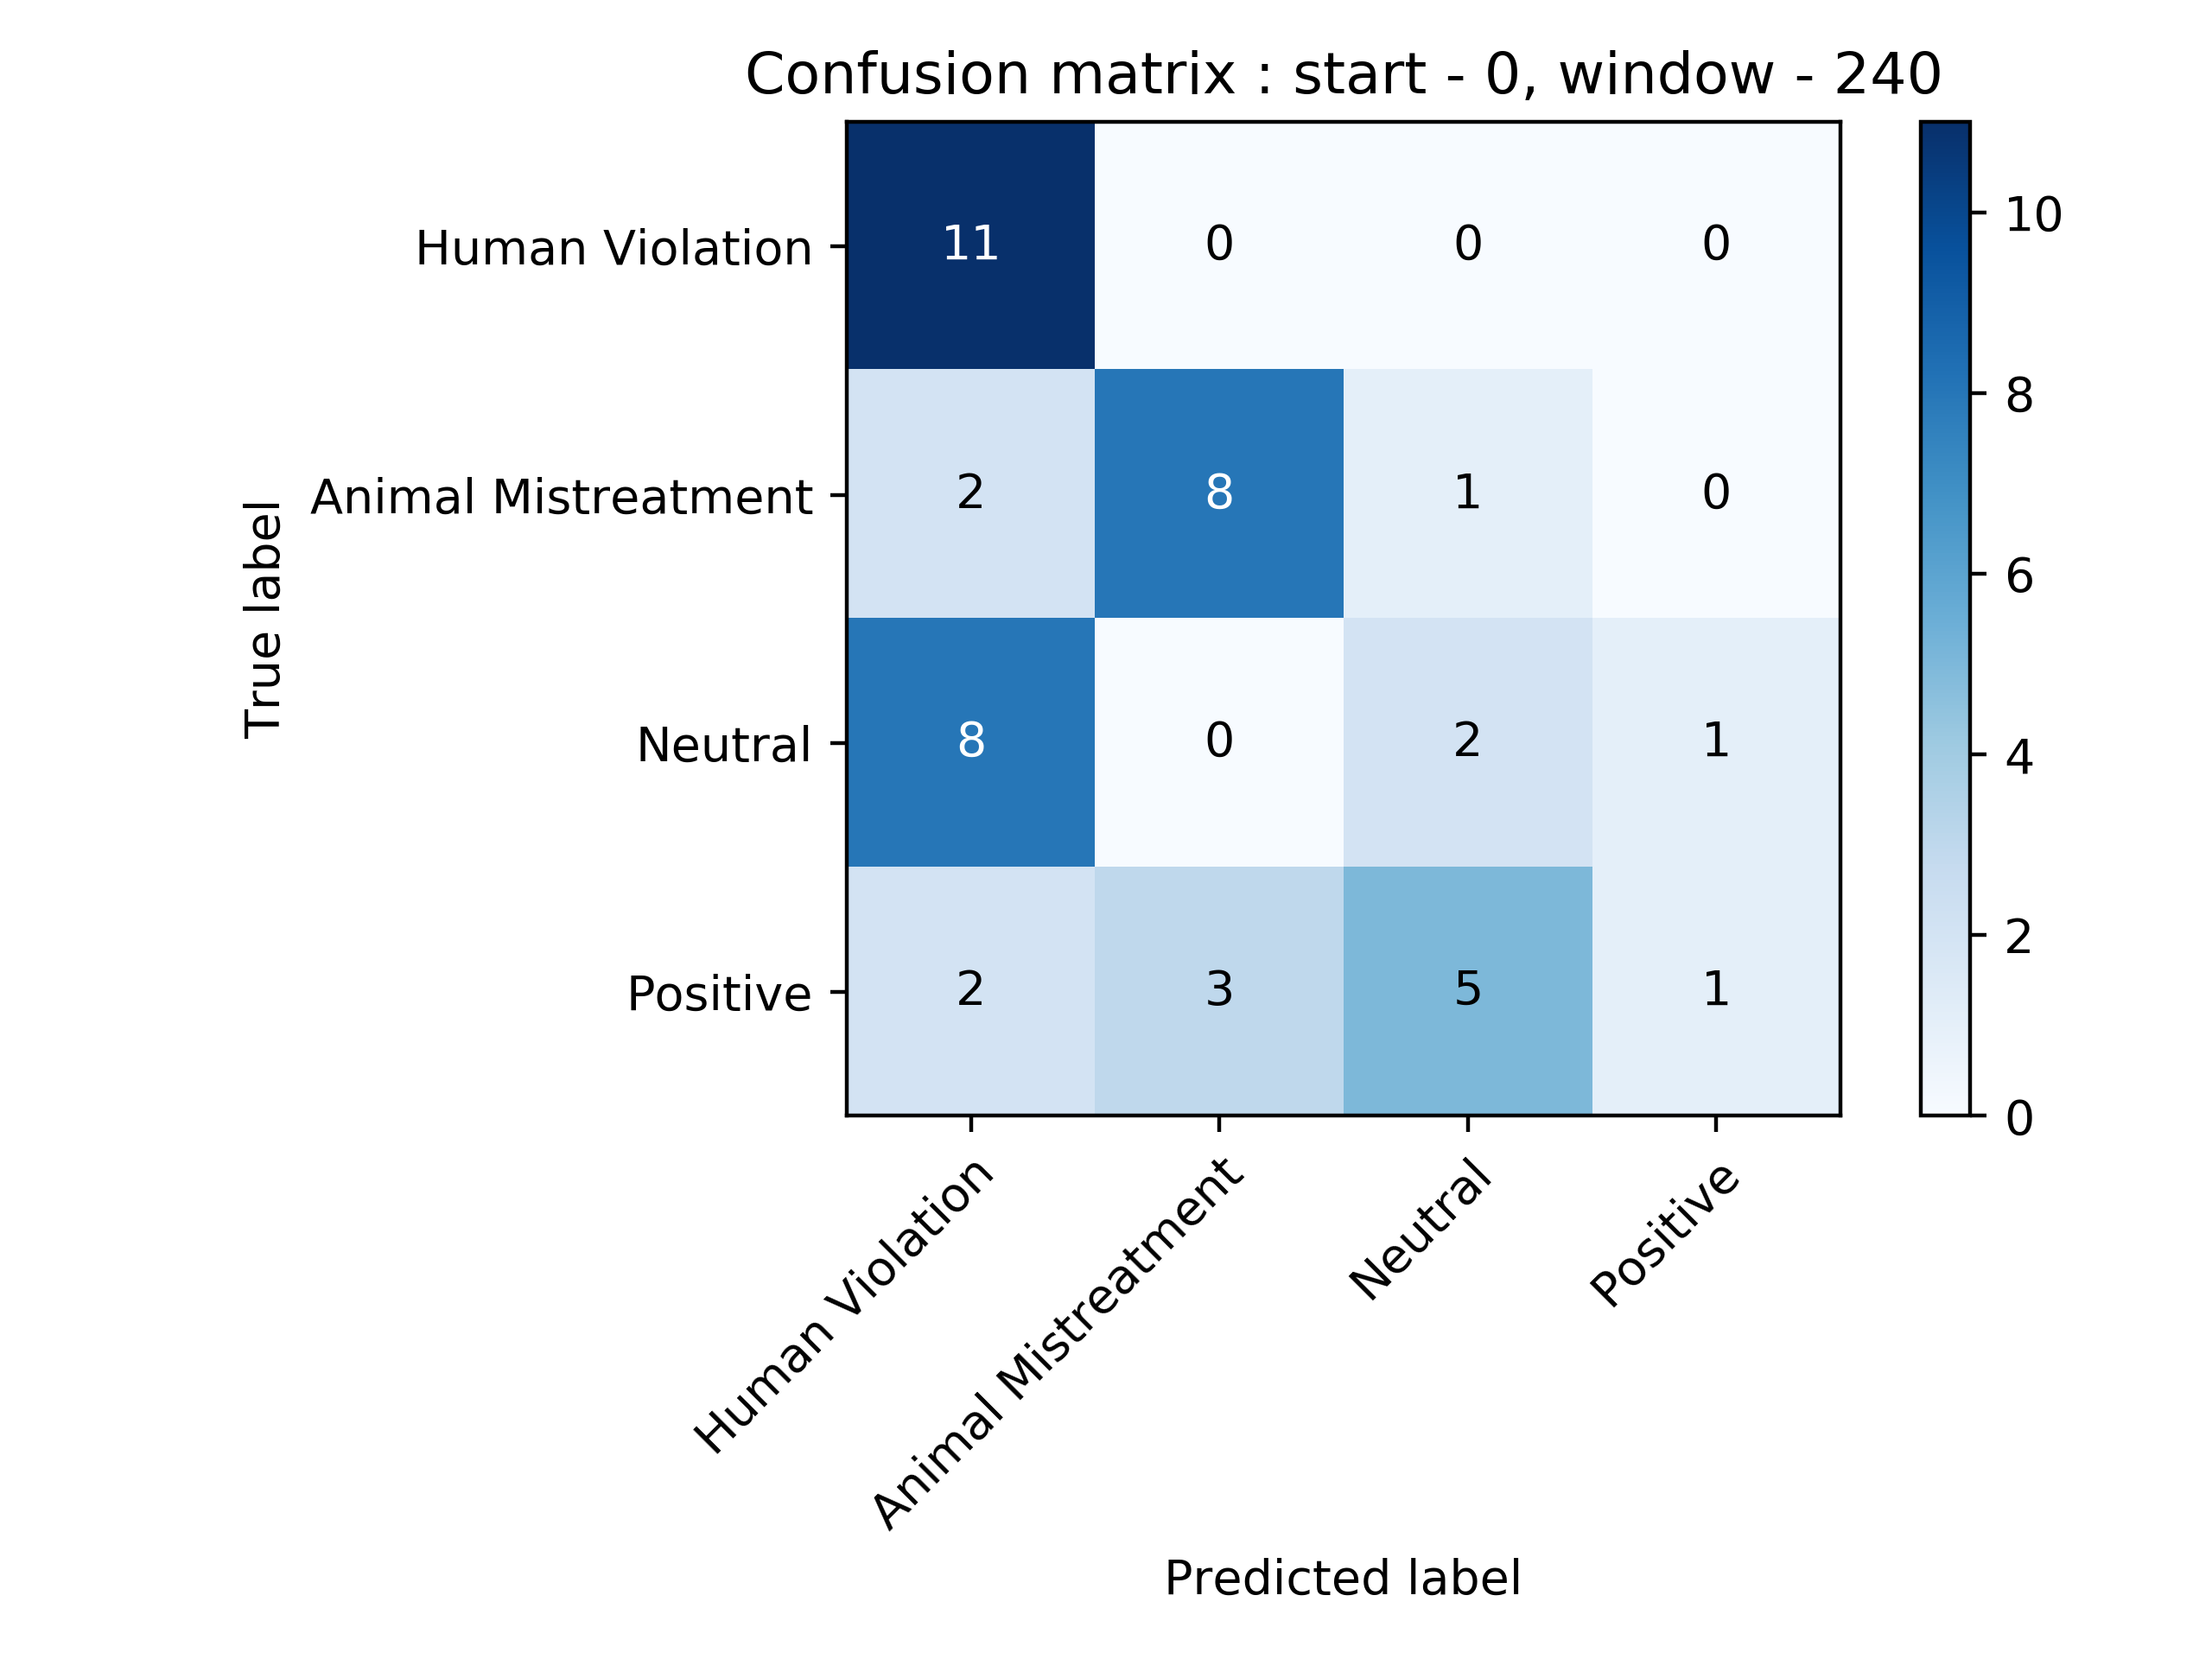 Confusion matrix : start - 0, window - 240
True label
Human Violation
11 0 0 0
Animal Mistreatment
2 8 1 0
Neutral
8 0 2 1
Positive
2 3 5 1
Human Violation
Animal Mistreatment
Neutral
Positive
Predicted label
10
8
6
4
2
0